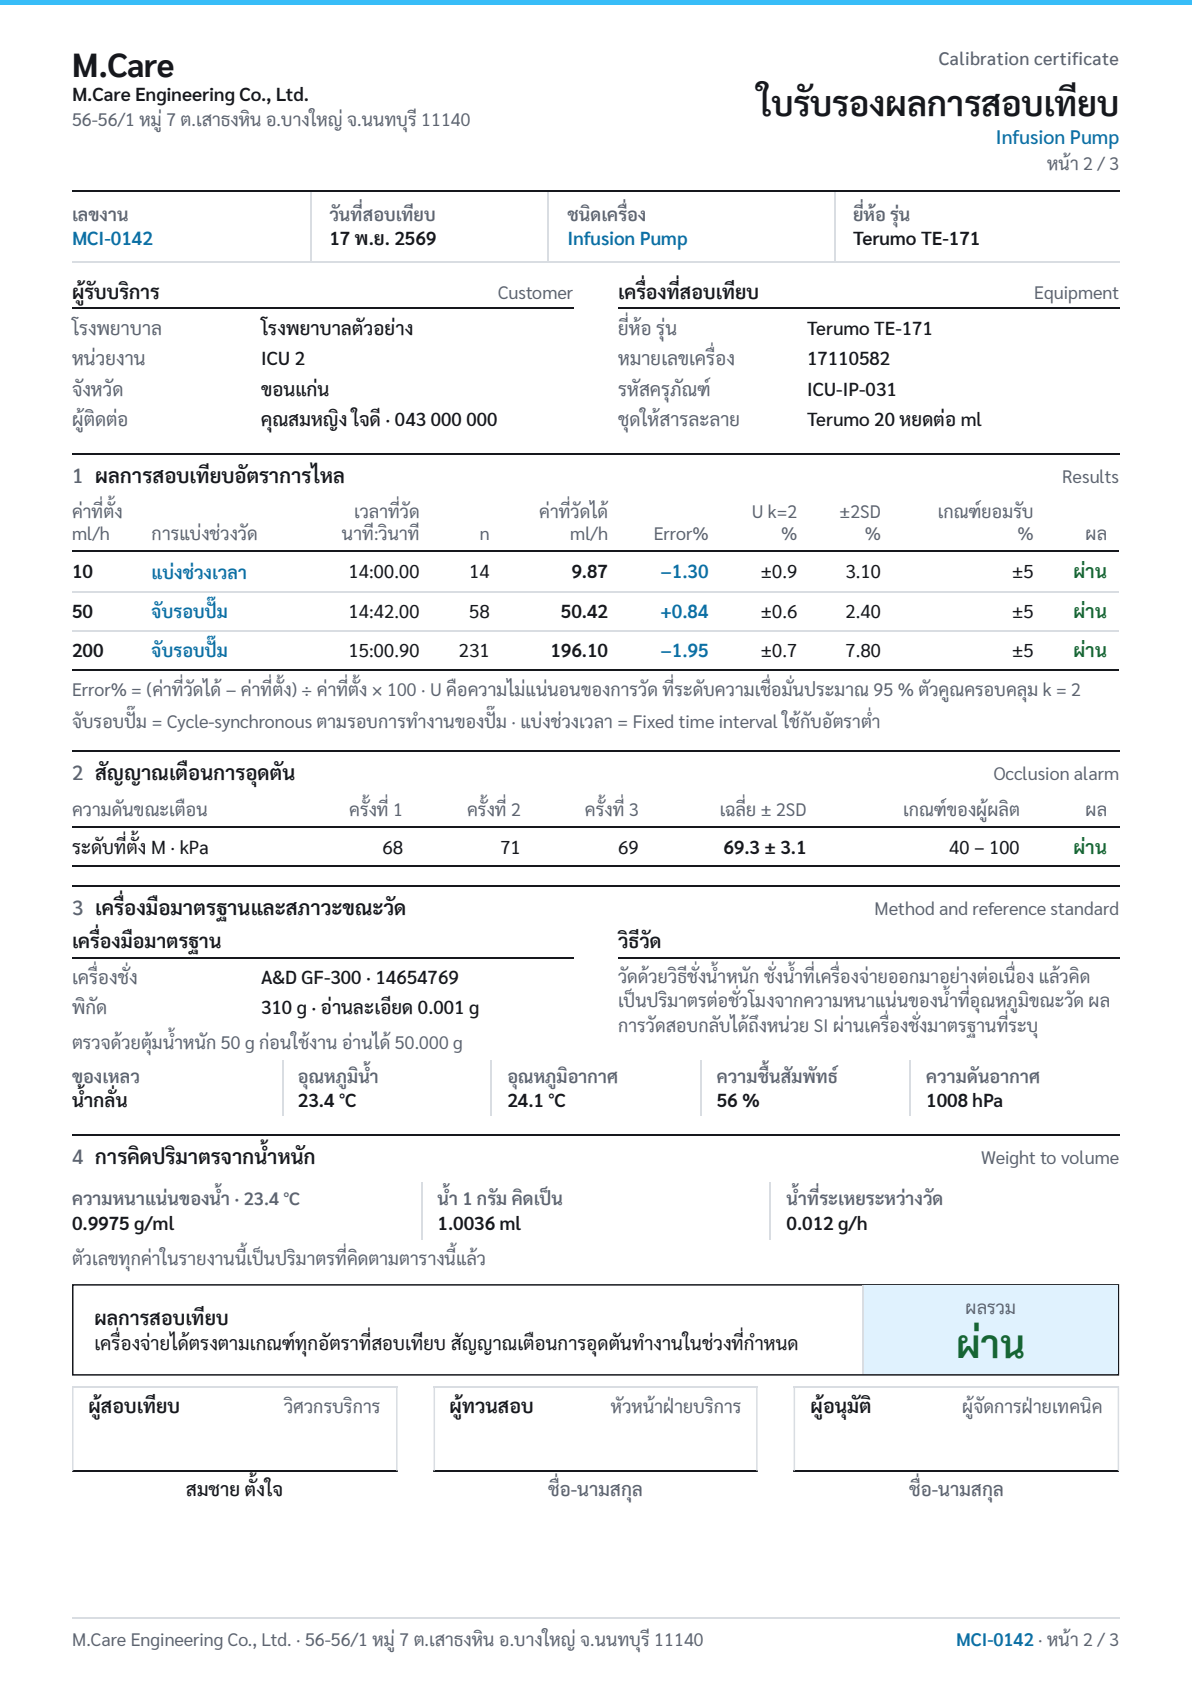 M.Care
M.Care Engineering Co., Ltd.
56-56/1 หมู่ 7 ต.เสาธงหิน อ.บางใหญ่ จ.นนทบุรี 11140
Calibration certificate
ใบรับรองผลการสอบเทียบ
Infusion Pump
หน้า 2 / 3
เลขงาน วันที่สอบเทียบ ชนิดเครื่อง ยี่ห้อ รุ่น
MCI-0142 17 พ.ย. 2569 Infusion Pump Terumo TE-171
ผู้รับบริการ Customer
โรงพยาบาล โรงพยาบาลตัวอย่าง
หน่วยงาน ICU 2
จังหวัด ขอนแก่น
ผู้ติดต่อ คุณสมหญิง ใจดี · 043 000 000
เครื่องที่สอบเทียบ Equipment
ยี่ห้อ รุ่น Terumo TE-171
หมายเลขเครื่อง 17110582
รหัสครุภัณฑ์ ICU-IP-031
ชุดให้สารละลาย Terumo 20 หยดต่อ ml
1 ผลการสอบเทียบอัตราการไหล Results
ค่าที่ตั้ง เวลาที่วัด ค่าที่วัดได้ U k=2 ±2SD เกณฑ์ยอมรับ
ml/h การแบ่งช่วงวัด นาที:วินาที n ml/h Error% % % % ผล
10 แบ่งช่วงเวลา 14:00.00 14 9.87 −1.30 ±0.9 3.10 ±5 ผ่าน
50 จับรอบปั๊ม 14:42.00 58 50.42 +0.84 ±0.6 2.40 ±5 ผ่าน
200 จับรอบปั๊ม 15:00.90 231 196.10 −1.95 ±0.7 7.80 ±5 ผ่าน
Error% = (ค่าที่วัดได้ − ค่าที่ตั้ง) ÷ ค่าที่ตั้ง × 100 · U คือความไม่แน่นอนของการวัด ที่ระดับความเชื่อมั่นประมาณ 95 % ตัวคูณครอบคลุม k = 2
จับรอบปั๊ม = Cycle-synchronous ตามรอบการทำงานของปั๊ม · แบ่งช่วงเวลา = Fixed time interval ใช้กับอัตราต่ำ
2 สัญญาณเตือนการอุดตัน Occlusion alarm
ความดันขณะเตือน ครั้งที่ 1 ครั้งที่ 2 ครั้งที่ 3 เฉลี่ย ± 2SD เกณฑ์ของผู้ผลิต ผล
ระดับที่ตั้ง M · kPa 68 71 69 69.3 ± 3.1 40 – 100 ผ่าน
3 เครื่องมือมาตรฐานและสภาวะขณะวัด Method and reference standard
เครื่องมือมาตรฐาน
เครื่องชั่ง A&D GF-300 · 14654769
พิกัด 310 g · อ่านละเอียด 0.001 g
ตรวจด้วยตุ้มน้ำหนัก 50 g ก่อนใช้งาน อ่านได้ 50.000 g
วิธีวัด
วัดด้วยวิธีชั่งน้ำหนัก ชั่งน้ำที่เครื่องจ่ายออกมาอย่างต่อเนื่อง แล้วคิด
เป็นปริมาตรต่อชั่วโมงจากความหนาแน่นของน้ำที่อุณหภูมิขณะวัด ผล
การวัดสอบกลับได้ถึงหน่วย SI ผ่านเครื่องชั่งมาตรฐานที่ระบุ
ของเหลว อุณหภูมิน้ำ อุณหภูมิอากาศ ความชื้นสัมพัทธ์ ความดันอากาศ
น้ำกลั่น 23.4 °C 24.1 °C 56 % 1008 hPa
4 การคิดปริมาตรจากน้ำหนัก Weight to volume
ความหนาแน่นของน้ำ · 23.4 °C น้ำ 1 กรัม คิดเป็น น้ำที่ระเหยระหว่างวัด
0.9975 g/ml 1.0036 ml 0.012 g/h
ตัวเลขทุกค่าในรายงานนี้เป็นปริมาตรที่คิดตามตารางนี้แล้ว
ผลการสอบเทียบ
เครื่องจ่ายได้ตรงตามเกณฑ์ทุกอัตราที่สอบเทียบ สัญญาณเตือนการอุดตันทำงานในช่วงที่กำหนด
ผลรวม
ผ่าน
ผู้สอบเทียบ วิศวกรบริการ ผู้ทวนสอบ หัวหน้าฝ่ายบริการ ผู้อนุมัติ ผู้จัดการฝ่ายเทคนิค
สมชาย ตั้งใจ ชื่อ-นามสกุล ชื่อ-นามสกุล
M.Care Engineering Co., Ltd. · 56-56/1 หมู่ 7 ต.เสาธงหิน อ.บางใหญ่ จ.นนทบุรี 11140 MCI-0142 · หน้า 2 / 3